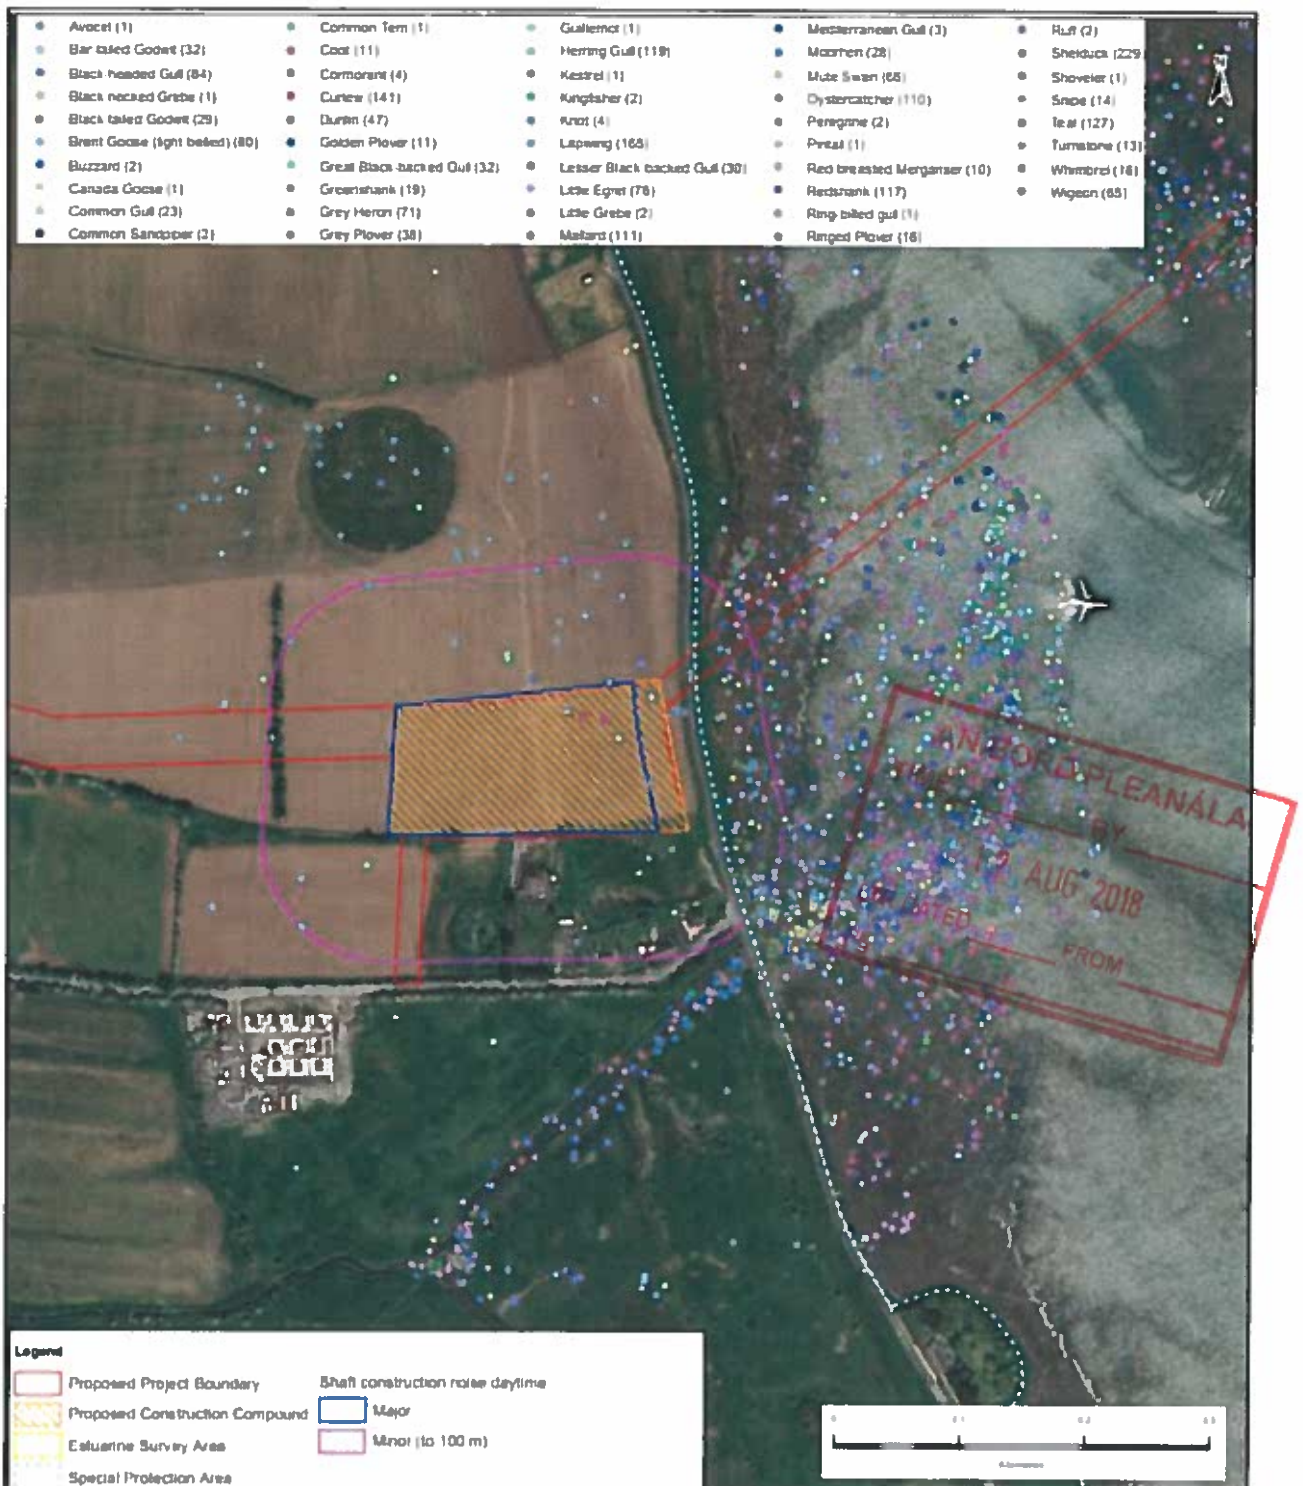 Avocet (1)
Bar tailed Godwit (32)
Black headed Gull (84)
Black necked Grebe (1)
Black tailed Godwit (29)
Brent Goose (light bellied) (80)
Buzzard (2)
Canada Goose (1)
Common Gull (23)
Common Sandpiper (2)
Common Tern (1)
Coot (11)
Cormorant (4)
Curlew (141)
Dunlin (47)
Golden Plover (11)
Great Black-backed Gull (32)
Greenshank (19)
Grey Heron (71)
Grey Plover (38)
Guillemot (1)
Herring Gull (119)
Kestrel (1)
Kingfisher (2)
Knot (4)
Lapwing (165)
Lesser Black backed Gull (30)
Little Egret (78)
Little Grebe (2)
Mallard (111)
Mediterranean Gull (3)
Moorhen (28)
Mute Swan (68)
Oystercatcher (110)
Peregrine (2)
Pintail (1)
Red breasted Merganser (10)
Redshank (117)
Ring-billed gull (1)
Ringed Plover (16)
Ruff (2)
Shelduck (229)
Shoveler (1)
Snipe (14)
Teal (127)
Turnstone (13)
Whimbrel (16)
Wigeon (65)
AN BORD PLEANÁLA
TIME BY
AUG 2018
DATED FROM
Legend
Proposed Project Boundary
Proposed Construction Compound
Estuarine Survey Area
Special Protection Area
Shaft construction noise daytime
Major
Minor (to 100 m)
0
Kilometres